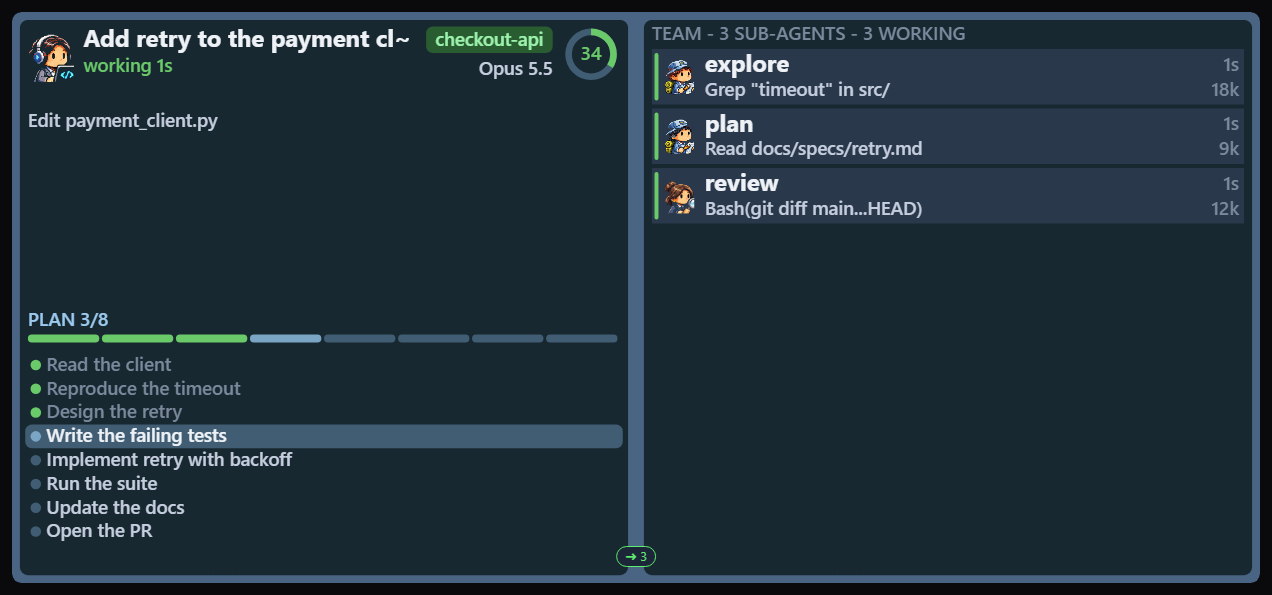 Add retry to the payment cl~
checkout-api
working 1s
Opus 5.5
34
Edit payment_client.py
PLAN 3/8
Read the client
Reproduce the timeout
Design the retry
Write the failing tests
Implement retry with backoff
Run the suite
Update the docs
Open the PR
➔ 3
TEAM - 3 SUB-AGENTS - 3 WORKING
explore
1s
Grep "timeout" in src/
18k
plan
1s
Read docs/specs/retry.md
9k
review
1s
Bash(git diff main...HEAD)
12k